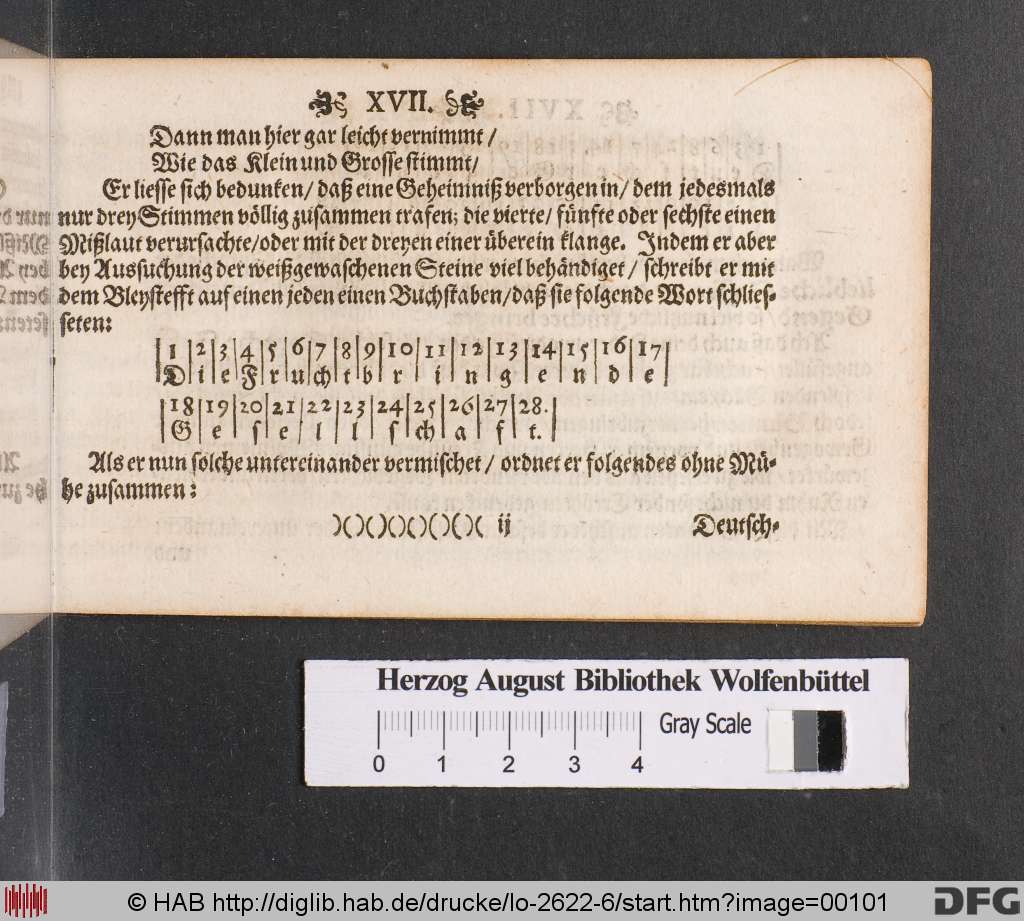 XVII.
Dann man hier gar leicht vernimmt /
Wie das Klein und Grosse stimmt /
Er liesse sich bedunken / daß eine Geheimniß verborgen in / dem jedesmals
nur drey Stimmen völlig zusammen trafen; die vierte / fünfte oder sechste einen
Mißlaut verursachte / oder mit der dreyen einer überein klange. Indem er aber
bey Aussuchung der weißgewaschenen Steine viel behändiget / schreibt er mit
dem Bleystefft auf einen jeden einen Buchstaben / daß sie folgende Wort schlies-
seten:
|1|2|3|4|5|6|7|8|9|10|11|12|13|14|15|16|17|
|D|i|e|F|r|u|ch|t|b|r|i|n|g|e|n|d|e|
|18|19|20|21|22|23|24|25|26|27|28.|
|G|e|s|e|l|l|s|ch|a|f|t.|
Als er nun solche untereinander vermischet / ordnet er folgendes ohne Mü-
he zusammen:
)()()()()()( ij Deutsch-
Herzog August Bibliothek Wolfenbüttel
Gray Scale
0 1 2 3 4
© HAB http://diglib.hab.de/drucke/lo-2622-6/start.htm?image=00101
DFG